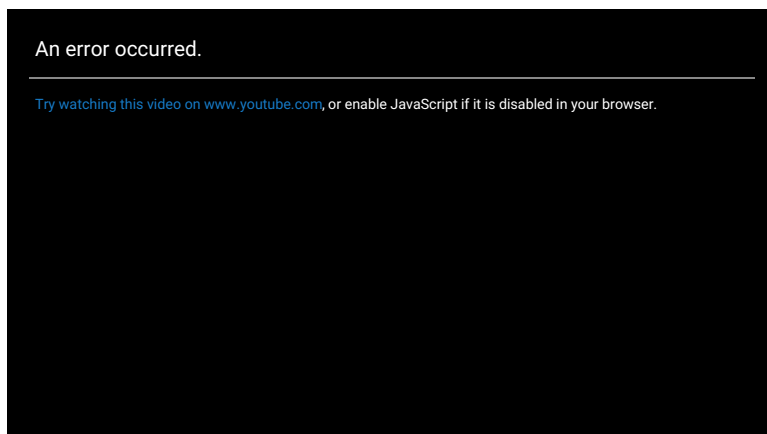 An error occurred.
Try watching this video on www.youtube.com, or enable JavaScript if it is disabled in your browser.